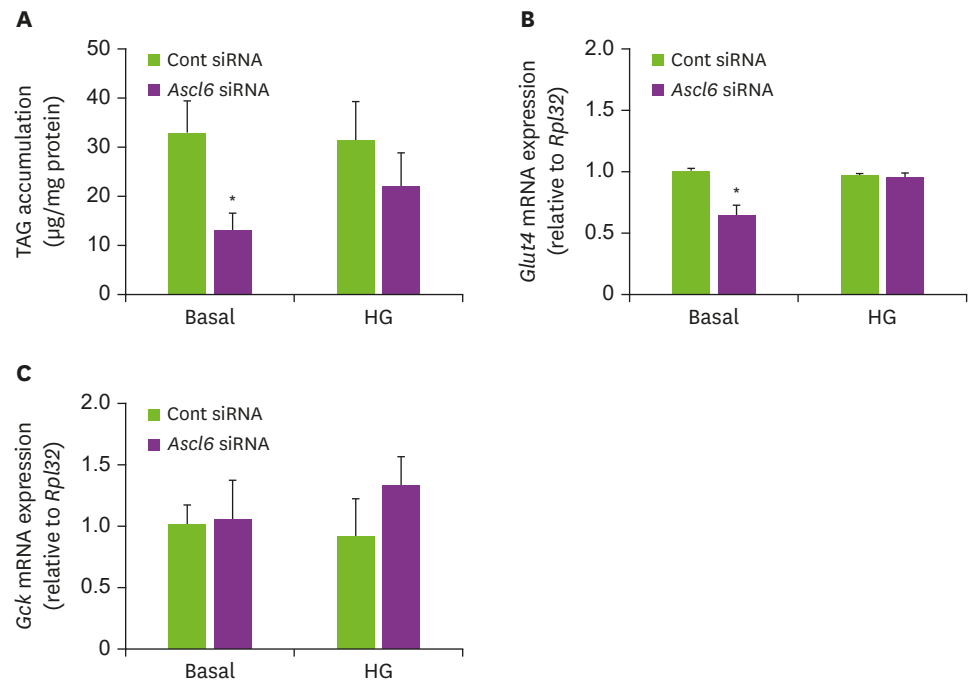 A
TAG accumulation
(µg/mg protein)
50
40
30
20
10
0
Cont siRNA
Ascl6 siRNA
*
Basal
HG
B
Glut4 mRNA expression
(relative to Rpl32)
2.0
1.5
1.0
0.5
0
Cont siRNA
Ascl6 siRNA
*
Basal
HG
C
Gck mRNA expression
(relative to Rpl32)
2.0
1.5
1.0
0.5
0
Cont siRNA
Ascl6 siRNA
Basal
HG